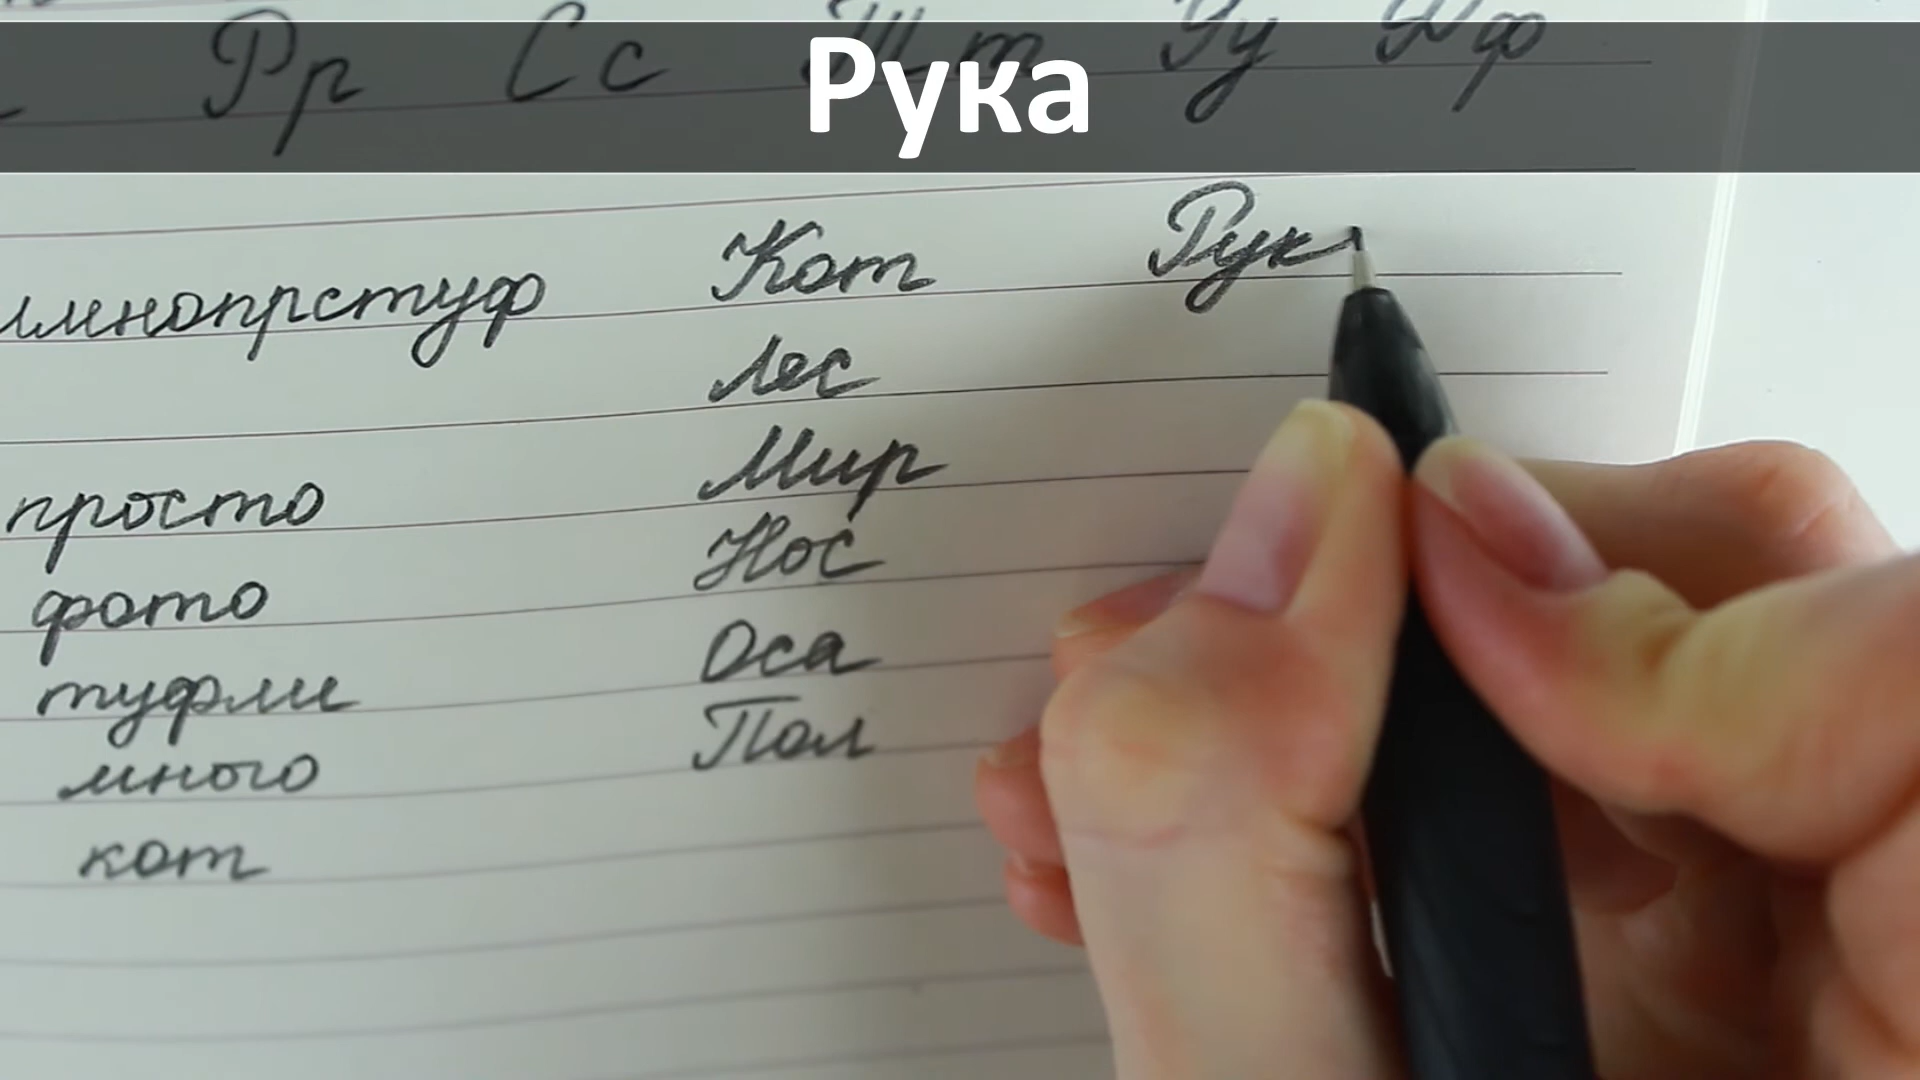 Рр Сс Тт Уу Фф
Рука
лмнопрстуф Кот Рук
Лес
Мир
просто Нос
фото Оса
туфли Пол
много
кот